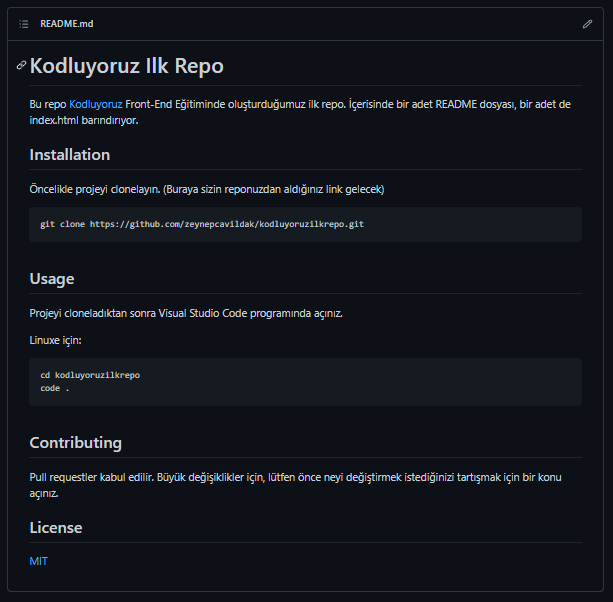 README.md
Kodluyoruz Ilk Repo
Bu repo Kodluyoruz Front-End Eğitiminde oluşturduğumuz ilk repo. İçerisinde bir adet README dosyası, bir adet de
index.html barındırıyor.
Installation
Öncelikle projeyi clonelayın. (Buraya sizin reponuzdan aldığınız link gelecek)
git clone https://github.com/zeynepcavildak/kodluyoruzilkrepo.git
Usage
Projeyi cloneladıktan sonra Visual Studio Code programında açınız.
Linuxe için:
cd kodluyoruzilkrepo
code .
Contributing
Pull requestler kabul edilir. Büyük değişiklikler için, lütfen önce neyi değiştirmek istediğinizi tartışmak için bir konu
açınız.
License
MIT